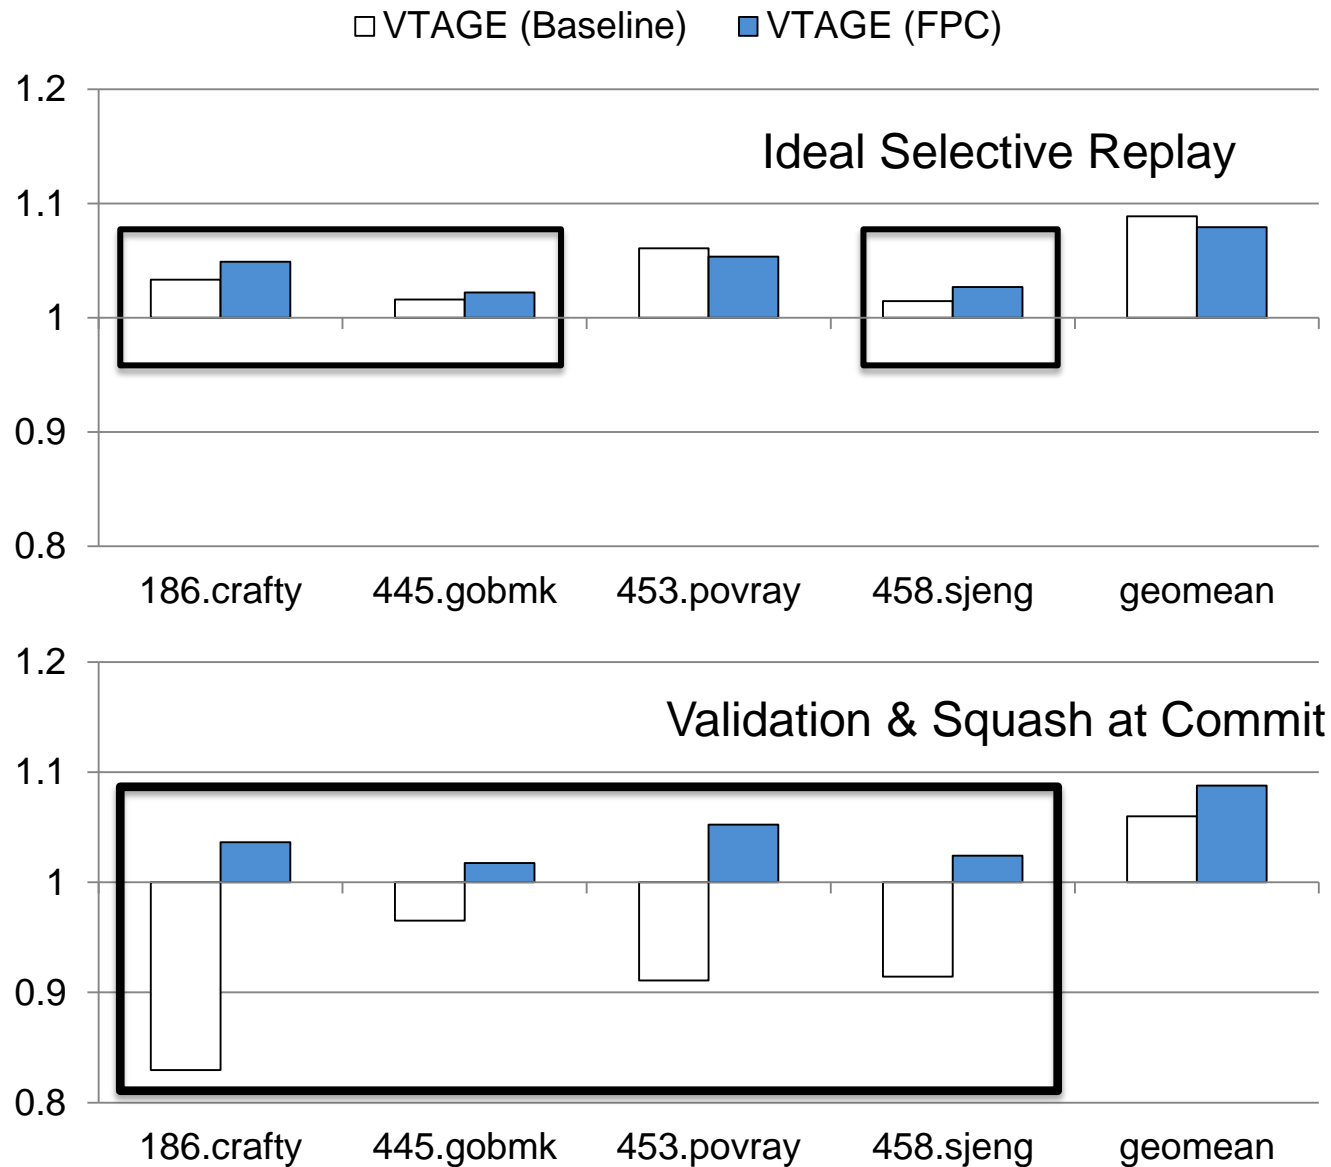 VTAGE (Baseline) VTAGE (FPC)
1.2
Ideal Selective Replay
1.1
1
0.9
0.8
186.crafty 445.gobmk 453.povray 458.sjeng geomean
1.2
Validation & Squash at Commit
1.1
1
0.9
0.8
186.crafty 445.gobmk 453.povray 458.sjeng geomean